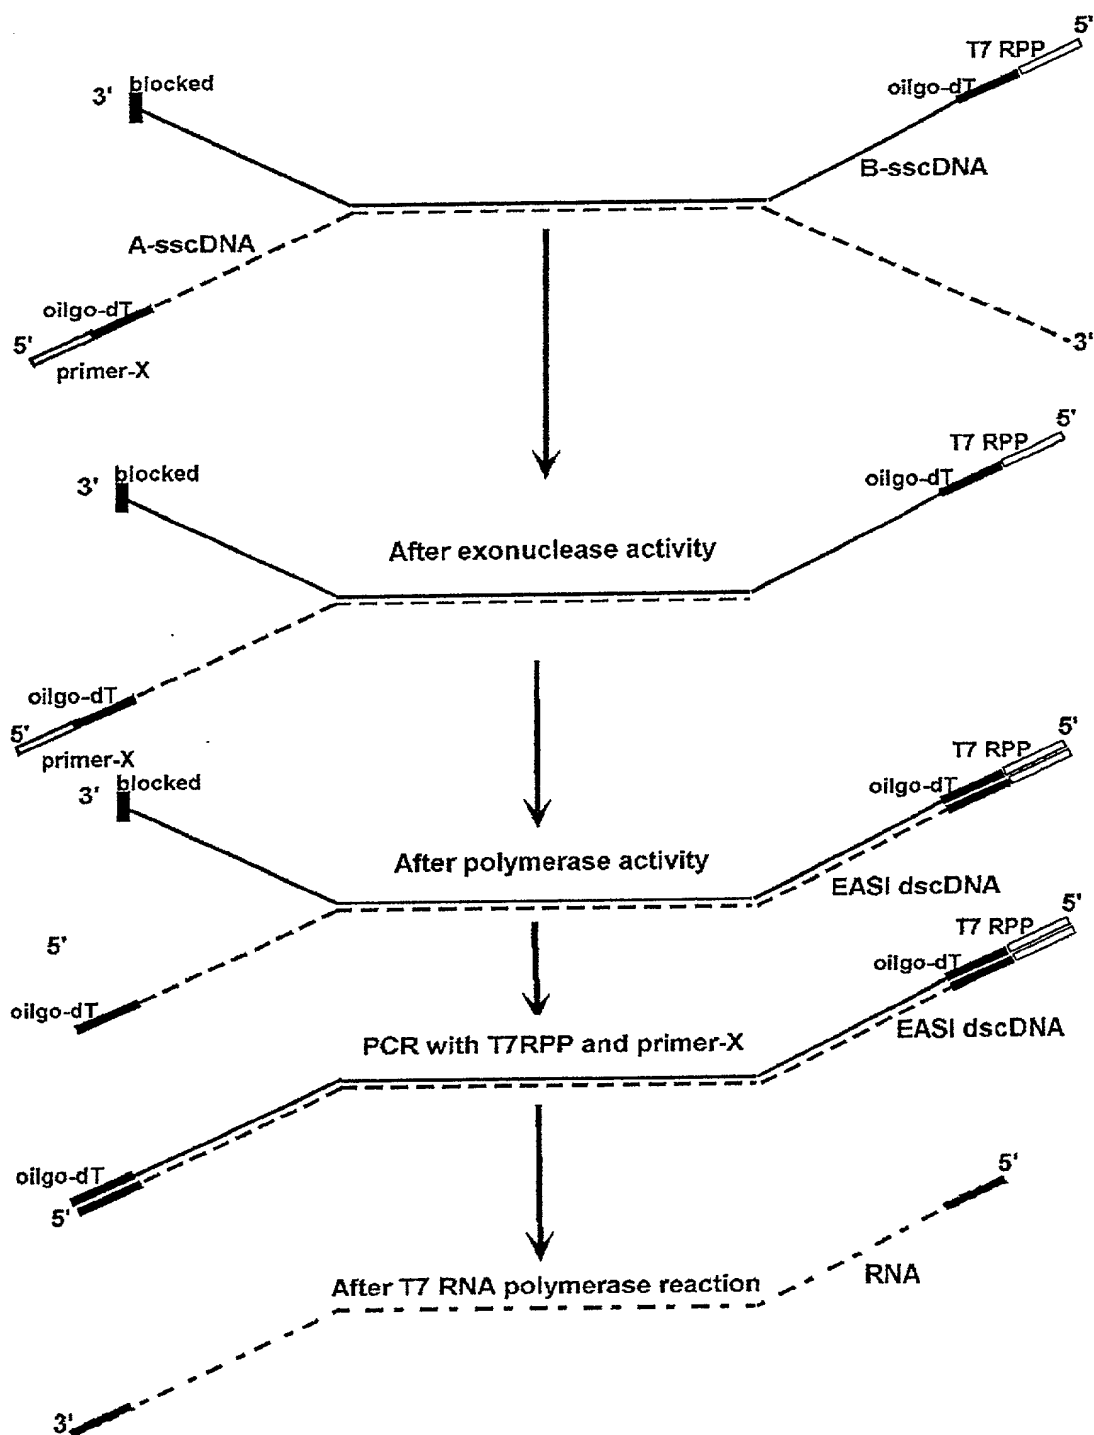 5'
T7 RPP
blocked
3'
oilgo-dT
B-sscDNA
A-sscDNA
oilgo-dT
5'
3'
primer-X
5'
T7 RPP
blocked
3'
oilgo-dT
After exonuclease activity
oilgo-dT
5'
primer-X
5'
T7 RPP
blocked
3'
oilgo-dT
After polymerase activity
EASI dscDNA
5'
T7 RPP
5'
oilgo-dT
oilgo-dT
EASI dscDNA
PCR with T7RPP and primer-X
oilgo-dT
5'
5'
After T7 RNA polymerase reaction
RNA
3'